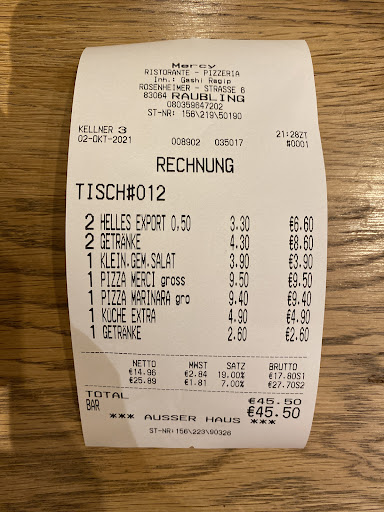 Mercy
RISTORANTE - PIZZERIA
Inh.: Gashi Ragip
ROSENHEIMER - STRASSE 6
83064 RAUBLING
080359647202
ST-NR: 156\219\50190
KELLNER 3 21:28ZT
02-OKT-2021 008902 035017 #0001
RECHNUNG
TISCH#012
2 HELLES EXPORT 0,50 3.30 €6.60
2 GETRÄNKE 4.30 €8.60
1 KLEIN.GEM.SALAT 3.90 €3.90
1 PIZZA MERCI gross 9.50 €9.50
1 PIZZA MARINARA gro 9.40 €9.40
1 KÜCHE EXTRA 4.90 €4.90
1 GETRÄNKE 2.60 €2.60
NETTO MWST SATZ BRUTTO
€14.96 €2.84 19.00% €17.80S1
€25.89 €1.81 7.00% €27.70S2
TOTAL €45.50
BAR €45.50
*** AUSSER HAUS ***
ST-NR: 156\223\90326